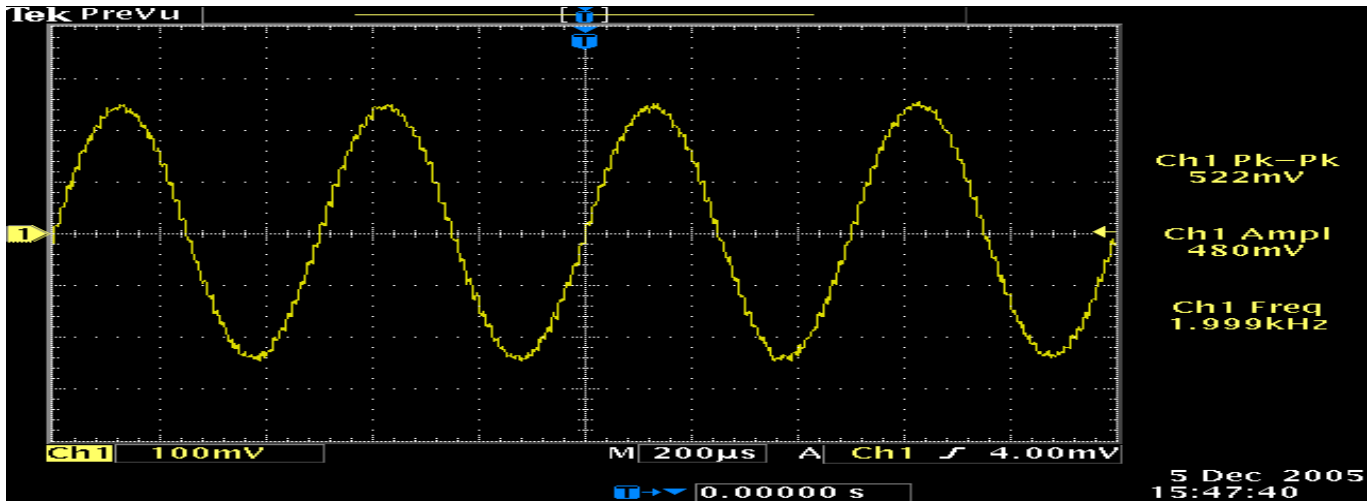 Tek PreVu
T
T
1
Ch1 Pk-Pk
522mV
Ch1 Ampl
480mV
Ch1 Freq
1.999kHz
Ch1 100mV M 200µs A Ch1 4.00mV
T 0.00000 s
5 Dec 2005
15:47:40